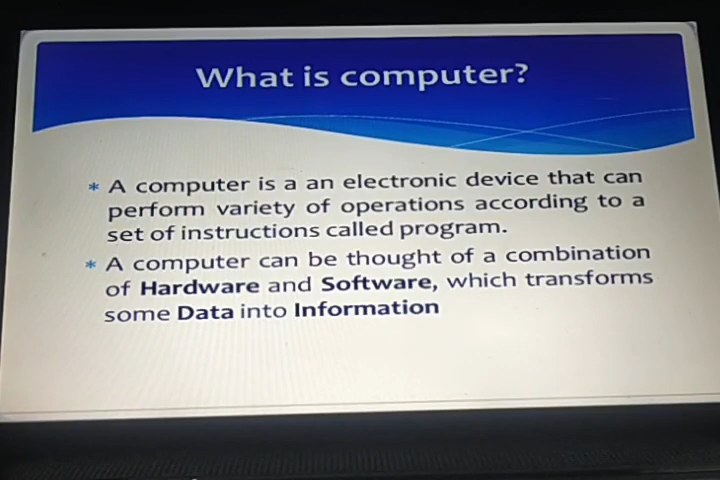 What is computer?
* A computer is a an electronic device that can
perform variety of operations according to a
set of instructions called program.
* A computer can be thought of a combination
of Hardware and Software, which transforms
some Data into Information